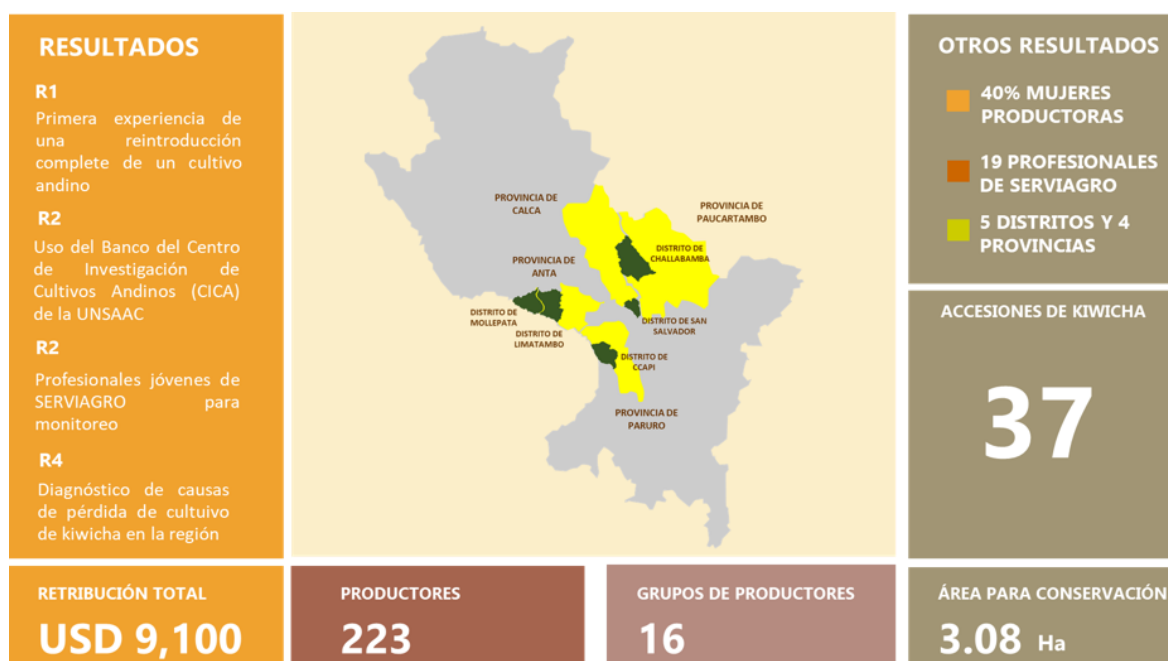 RESULTADOS
R1
Primera experiencia de
una reintroducción
complete de un cultivo
andino
R2
Uso del Banco del Centro
de Investigación de
Cultivos Andinos (CICA)
de la UNSAAC
R2
Profesionales jóvenes de
SERVIAGRO para
monitoreo
R4
Diagnóstico de causas
de pérdida de cultuivo
de kiwicha en la región
PROVINCIA DE
CALCA
PROVINCIA DE
PAUCARTAMBO
DISTRITO DE
CHALLABAMBA
PROVINCIA DE
ANTA
DISTRITO DE
MOLLEPATA
DISTRITO DE
LIMATAMBO
DISTRITO DE SAN
SALVADOR
DISTRITO DE
CCAPI
PROVINCIA DE
PARURO
OTROS RESULTADOS
40% MUJERES
PRODUCTORAS
19 PROFESIONALES
DE SERVIAGRO
5 DISTRITOS Y 4
PROVINCIAS
ACCESIONES DE KIWICHA
37
RETRIBUCIÓN TOTAL
USD 9,100
PRODUCTORES
223
GRUPOS DE PRODUCTORES
16
ÁREA PARA CONSERVACIÓN
3.08 Ha